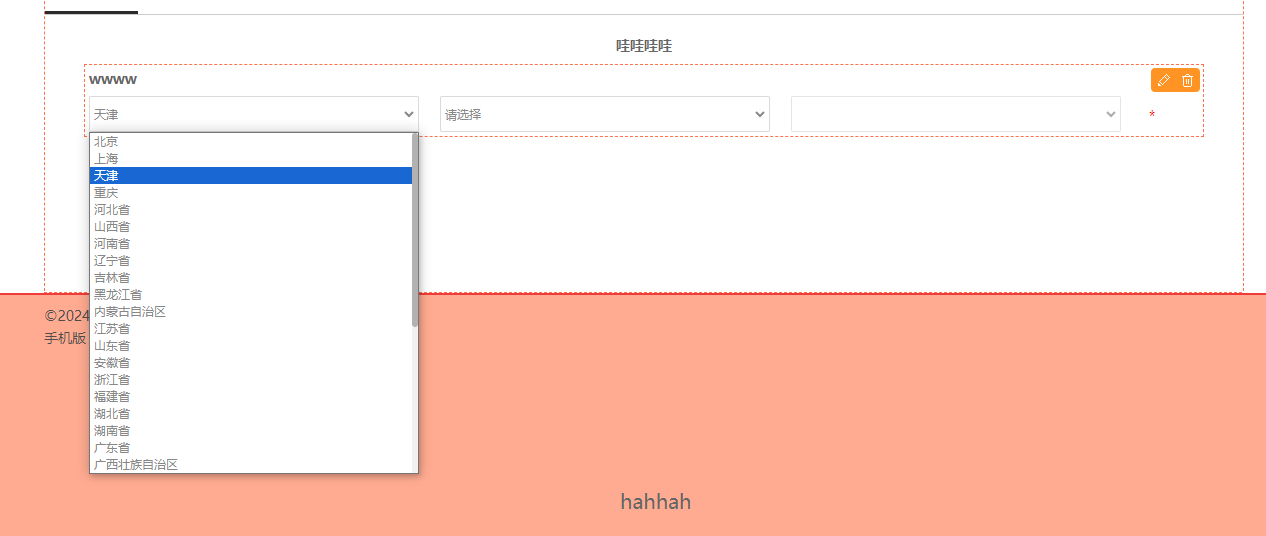 哇哇哇哇
wwww
天津
请选择
*
北京
上海
天津
重庆
河北省
山西省
河南省
辽宁省
吉林省
黑龙江省
内蒙古自治区
江苏省
山东省
安徽省
浙江省
福建省
湖北省
湖南省
广东省
广西壮族自治区
©2024
手机版
hahhah